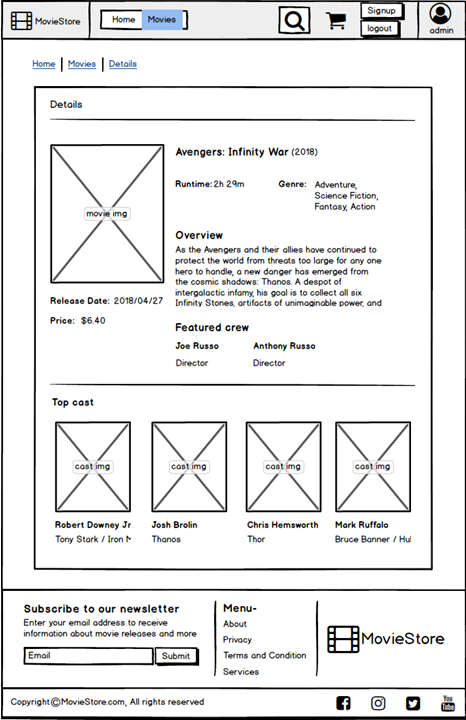 MovieStore
Home
Movies
Signup
logout
admin
Home
Movies
Details
Details
movie img
Avengers: Infinity War (2018)
Runtime: 2h 29m
Genre: Adventure,
Science Fiction,
Fantasy, Action
Overview
As the Avengers and their allies have continued to
protect the world from threats too large for any one
hero to handle, a new danger has emerged from
the cosmic shadows: Thanos. A despot of
intergalactic infamy, his goal is to collect all six
Infinity Stones, artifacts of unimaginable power, and
Release Date: 2018/04/27
Price: $6.40
Featured crew
Joe Russo
Anthony Russo
Director
Director
Top cast
cast img
cast img
cast img
cast img
Robert Downey Jr
Josh Brolin
Chris Hemsworth
Mark Ruffalo
Tony Stark / Iron M
Thanos
Thor
Bruce Banner / Hul
Subscribe to our newsletter
Enter your email address to receive
information about movie releases and more
Email
Submit
Menu-
About
Privacy
Terms and Condition
Services
MovieStore
Copyright ©MovieStore.com, All rights reserved
You
Tube